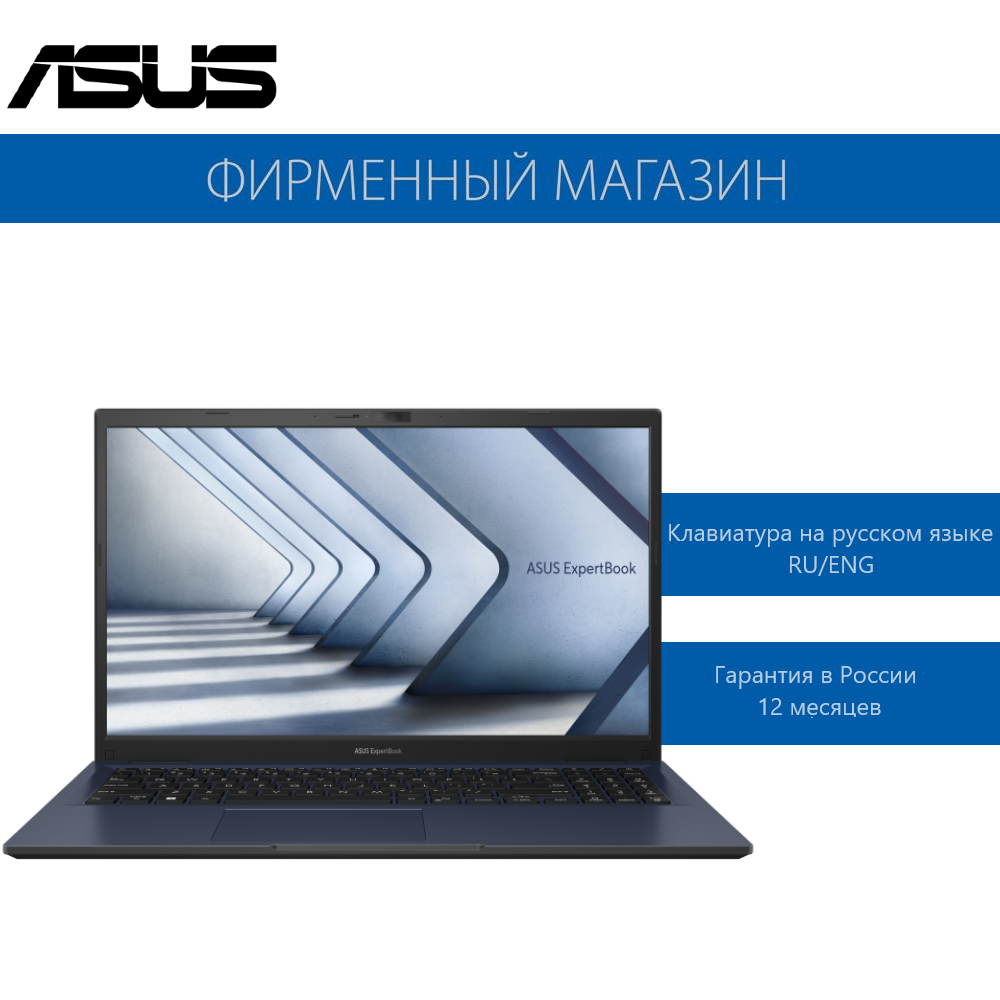 ASUS
ФИРМЕННЫЙ МАГАЗИН
ASUS ExpertBook
Клавиатура на русском языке
RU/ENG
Гарантия в России
12 месяцев
ASUS ExpertBook